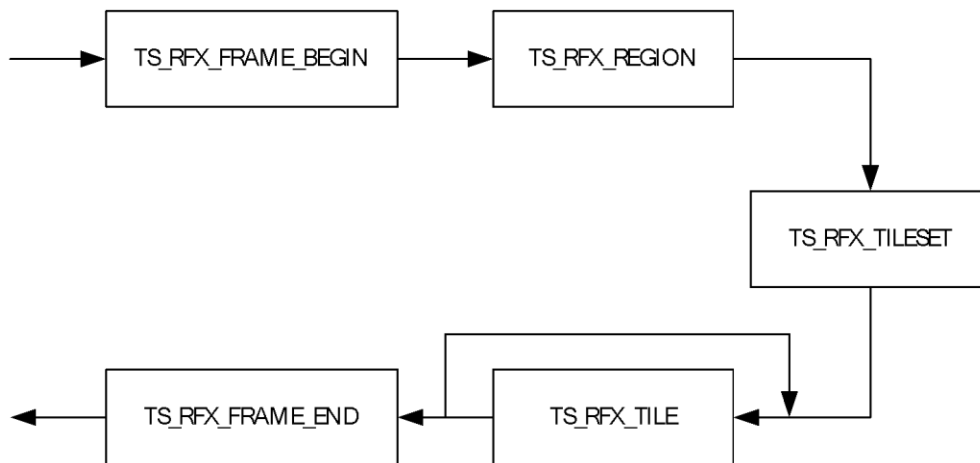 TS_RFX_FRAME_BEGIN
TS_RFX_REGION
TS_RFX_TILESET
TS_RFX_FRAME_END
TS_RFX_TILE